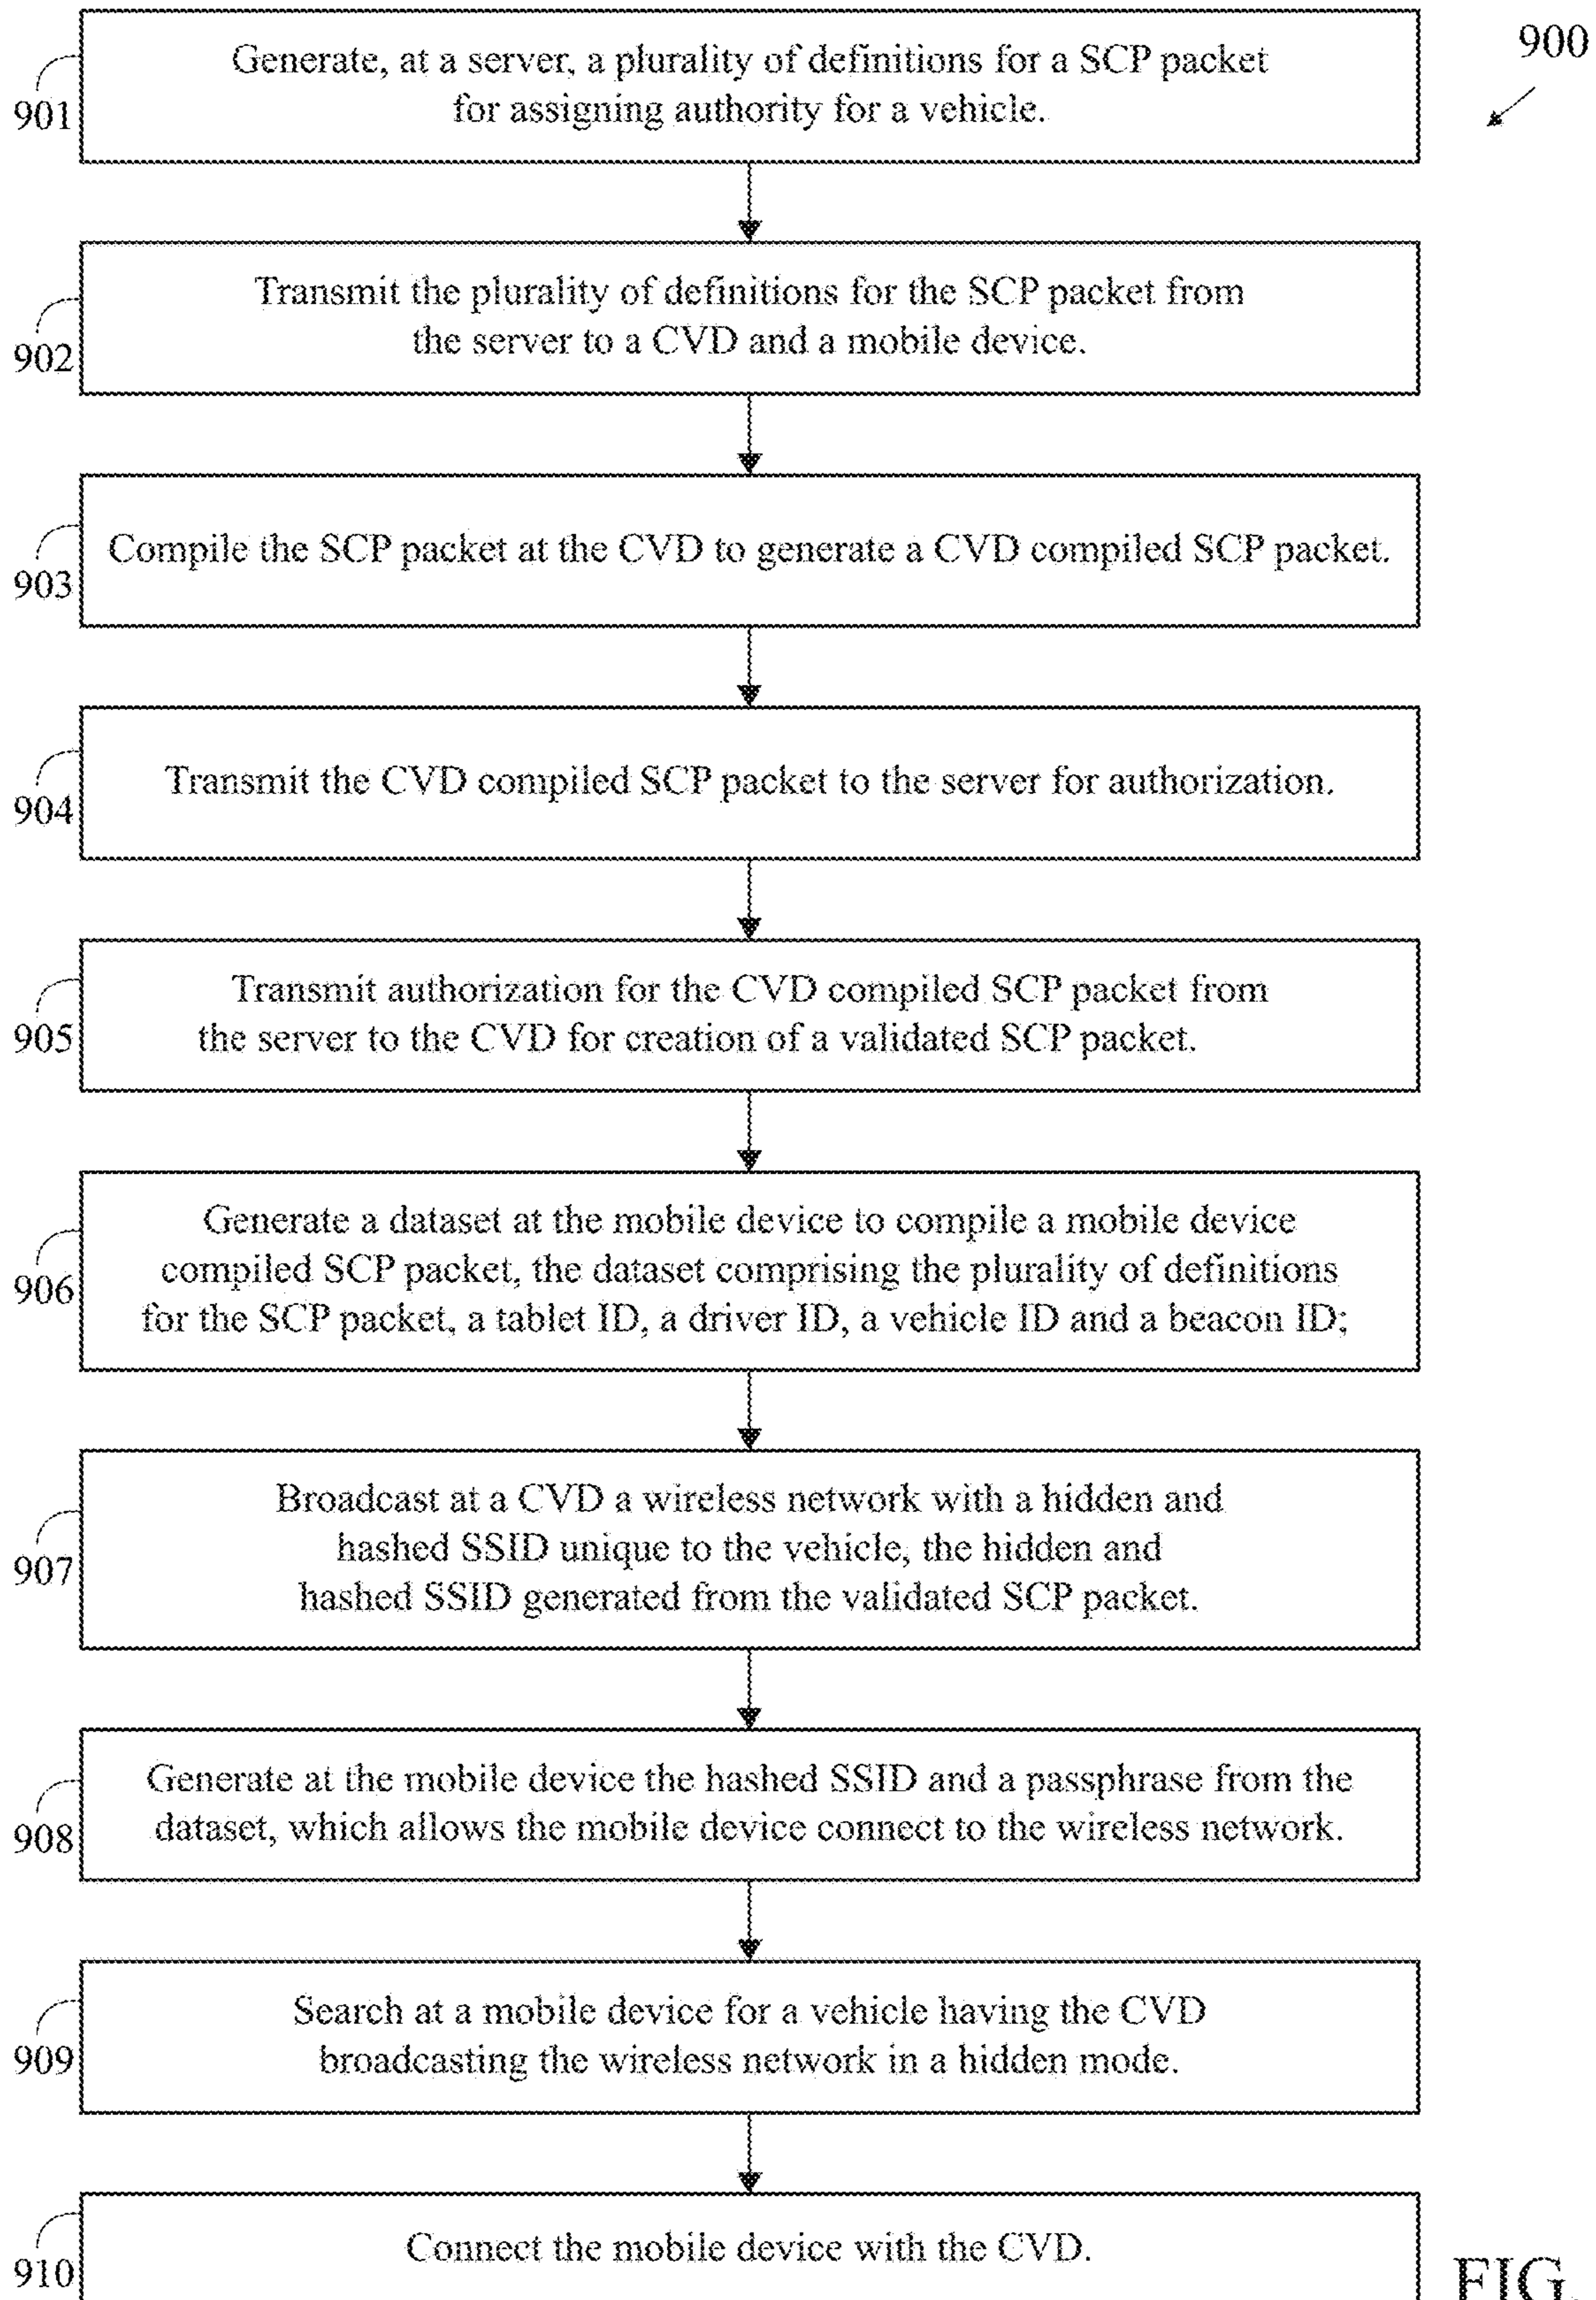 900
Generate, at a server, a plurality of definitions for a SCP packet
for assigning authority for a vehicle.
901
Transmit the plurality of definitions for the SCP packet from
the server to a CVD and a mobile device.
902
Compile the SCP packet at the CVD to generate a CVD compiled SCP packet.
903
Transmit the CVD compiled SCP packet to the server for authorization.
904
Transmit authorization for the CVD compiled SCP packet from
the server to the CVD for creation of a validated SCP packet.
905
Generate a dataset at the mobile device to compile a mobile device
compiled SCP packet, the dataset comprising the plurality of definitions
for the SCP packet, a tablet ID, a driver ID, a vehicle ID and a beacon ID;
906
Broadcast at a CVD a wireless network with a hidden and
hashed SSID unique to the vehicle, the hidden and
hashed SSID generated from the validated SCP packet.
907
Generate at the mobile device the hashed SSID and a passphrase from the
dataset, which allows the mobile device connect to the wireless network.
908
Search at a mobile device for a vehicle having the CVD
broadcasting the wireless network in a hidden mode.
909
Connect the mobile device with the CVD.
910
FIG.